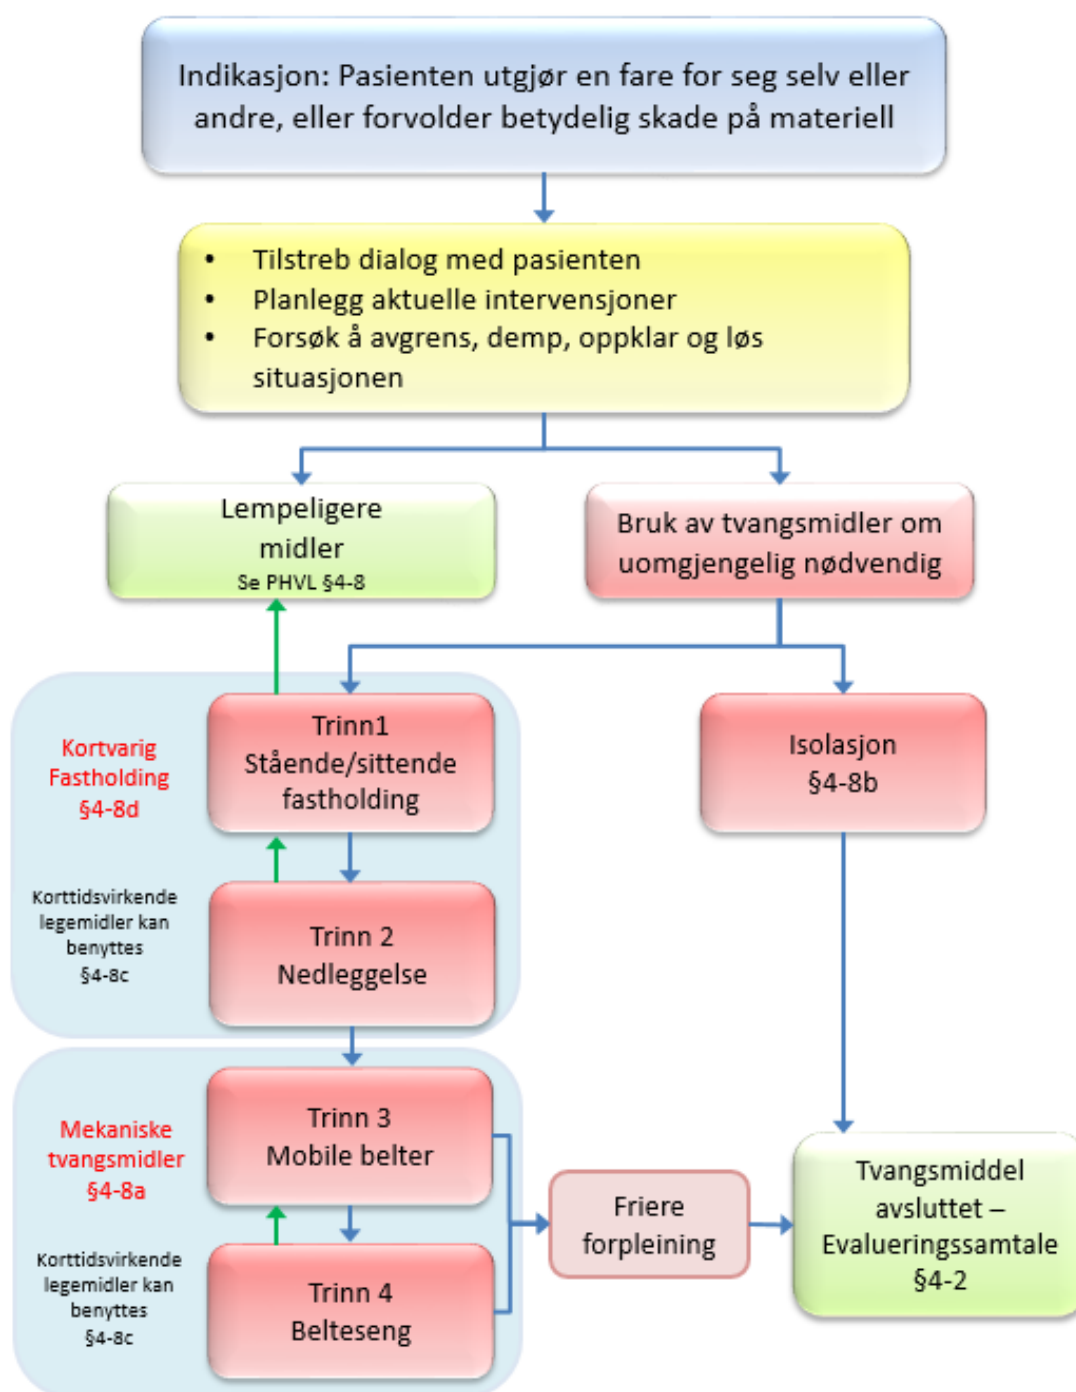 Indikasjon: Pasienten utgjør en fare for seg selv eller
andre, eller forvolder betydelig skade på materiell
• Tilstreb dialog med pasienten
• Planlegg aktuelle intervensjoner
• Forsøk å avgrens, demp, oppklar og løs
situasjonen
Lempeligere
midler
Se PHVL §4-8
Bruk av tvangsmidler om
uomgjengelig nødvendig
Kortvarig
Fastholding
§4-8d
Trinn1
Stående/sittende
fastholding
Isolasjon
§4-8b
Korttidsvirkende
legemidler kan
benyttes
§4-8c
Trinn 2
Nedleggelse
Mekaniske
tvangsmidler
§4-8a
Trinn 3
Mobile belter
Korttidsvirkende
legemidler kan
benyttes
§4-8c
Trinn 4
Belteseng
Friere
forpleining
Tvangsmiddel
avsluttet –
Evalueringssamtale
§4-2